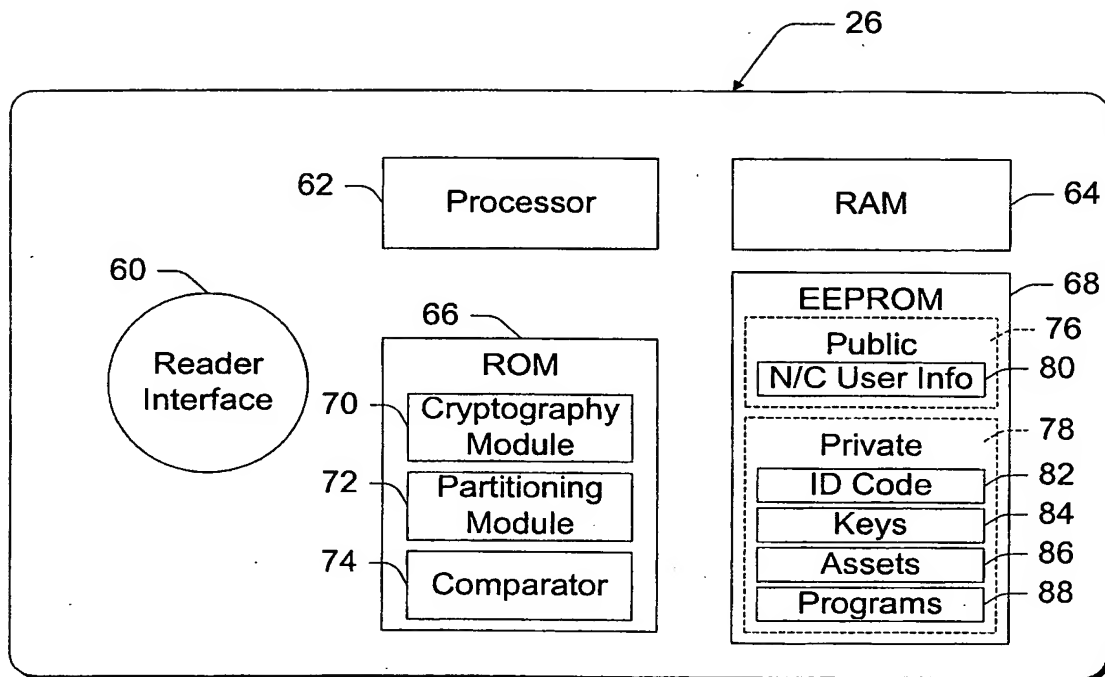 26
62
Processor
RAM
64
60
Reader
Interface
66
ROM
70
Cryptography
Module
72
Partitioning
Module
74
Comparator
EEPROM
68
Public
76
N/C User Info
80
Private
78
ID Code
82
Keys
84
Assets
86
Programs
88